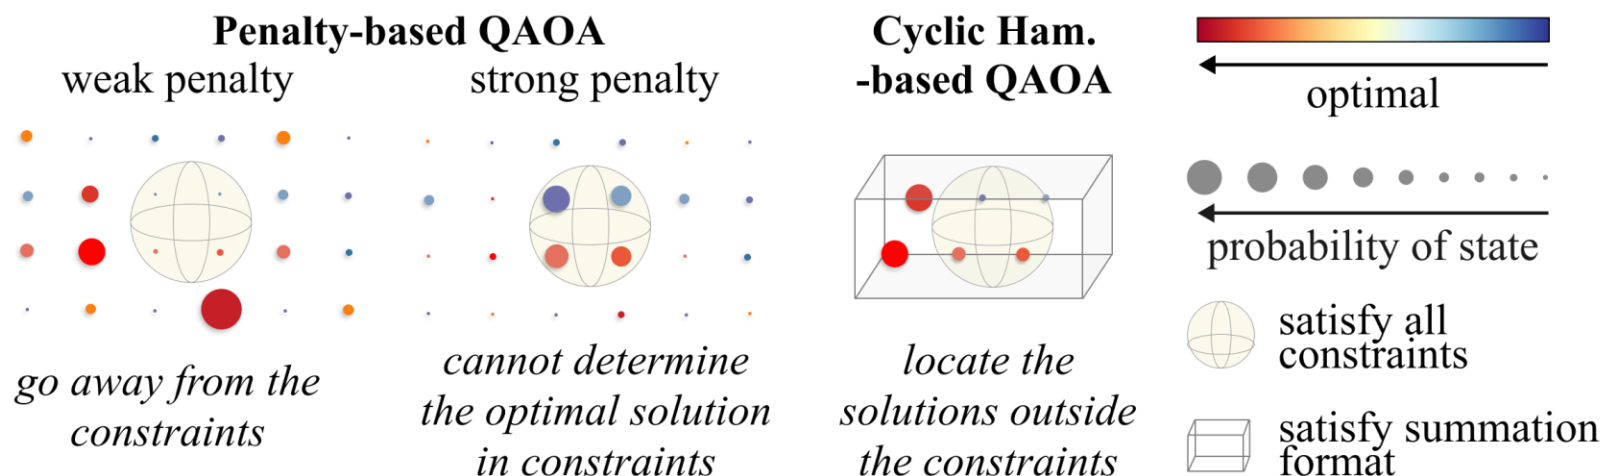 Penalty-based QAOA
weak penalty
strong penalty
go away from the
constraints
cannot determine
the optimal solution
in constraints
Cyclic Ham.
-based QAOA
locate the
solutions outside
the constraints
optimal
probability of state
satisfy all
constraints
satisfy summation
format